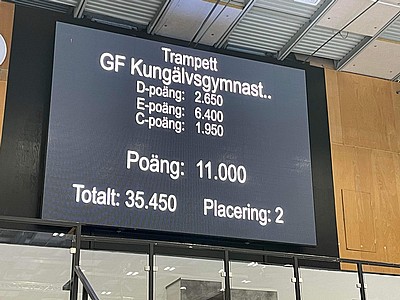 Trampett
GF Kungälvsgymnast..
D-poäng: 2.650
E-poäng: 6.400
C-poäng: 1.950
Poäng: 11.000
Totalt: 35.450 Placering: 2